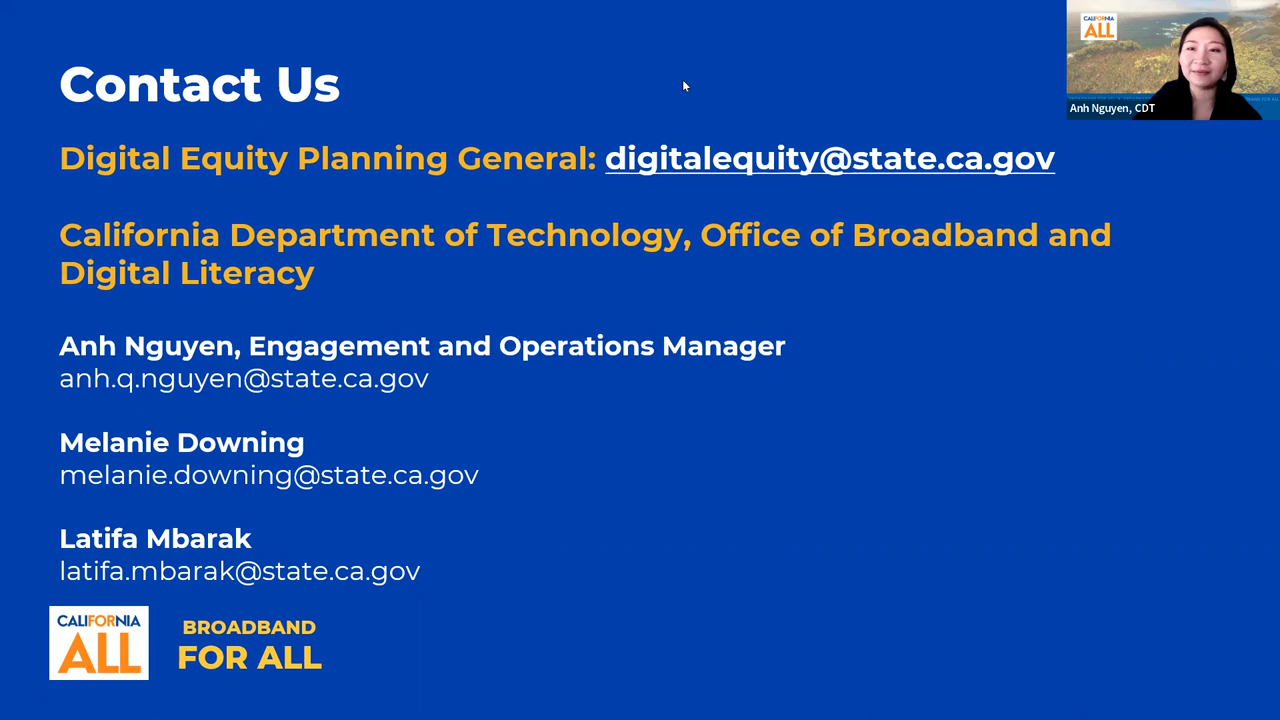 Contact Us
Digital Equity Planning General: digitalequity@state.ca.gov
California Department of Technology, Office of Broadband and
Digital Literacy
Anh Nguyen, Engagement and Operations Manager
anh.q.nguyen@state.ca.gov
Melanie Downing
melanie.downing@state.ca.gov
Latifa Mbarak
latifa.mbarak@state.ca.gov
CALIFORNIA
ALL
BROADBAND
FOR ALL
CALIFORNIA
ALL
Anh Nguyen, CDT